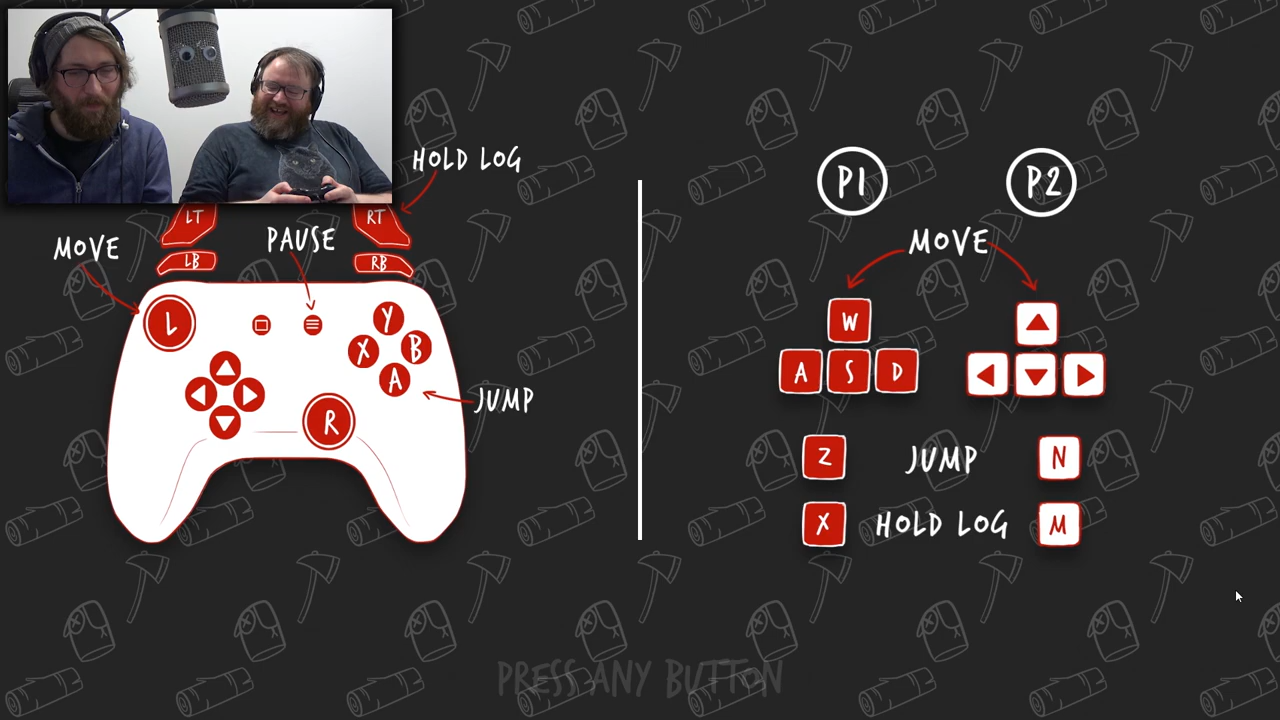 HOLD LOG
LT
RT
MOVE
PAUSE
LB
RB
L
Y
X
B
A
R
JUMP
P1
P2
MOVE
W
A
S
D
Z
JUMP
N
X
HOLD LOG
M
PRESS ANY BUTTON